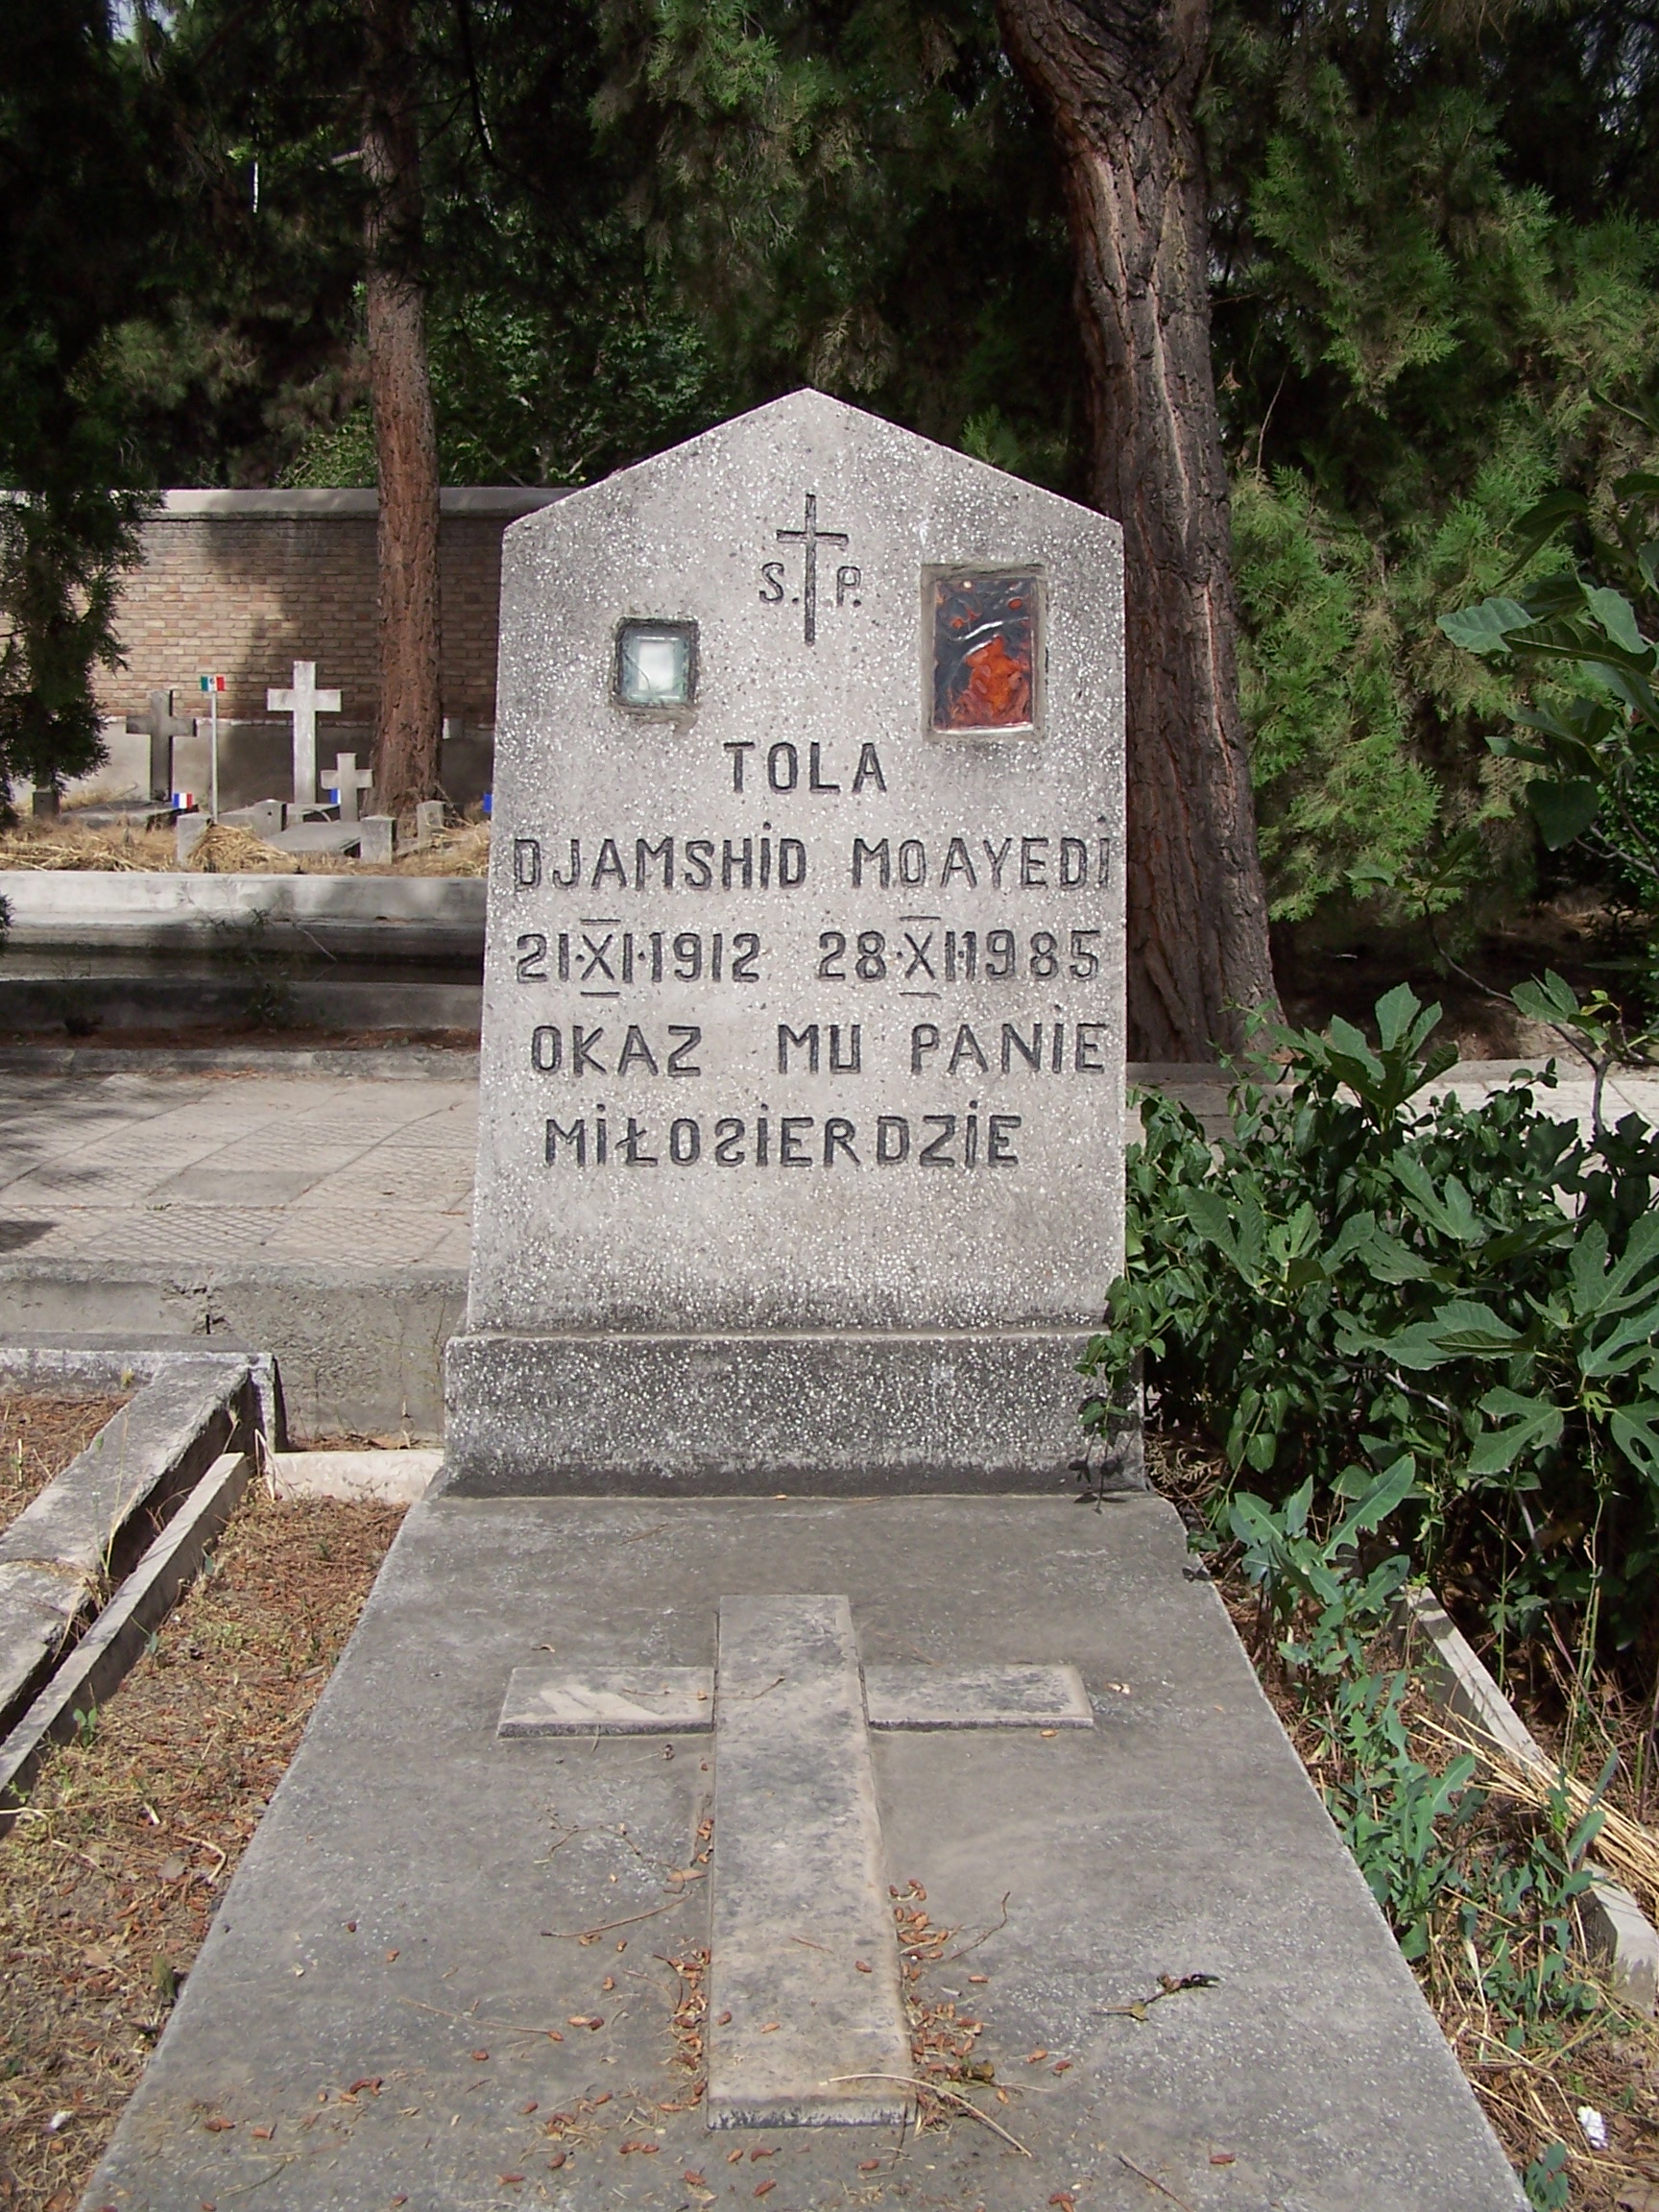 S. P.
TOLA
DJAMSHiD MOAYEDi
21·XI·1912 28·XI·1985
OKAZ MU PANiE
MiŁOSiERDZiE